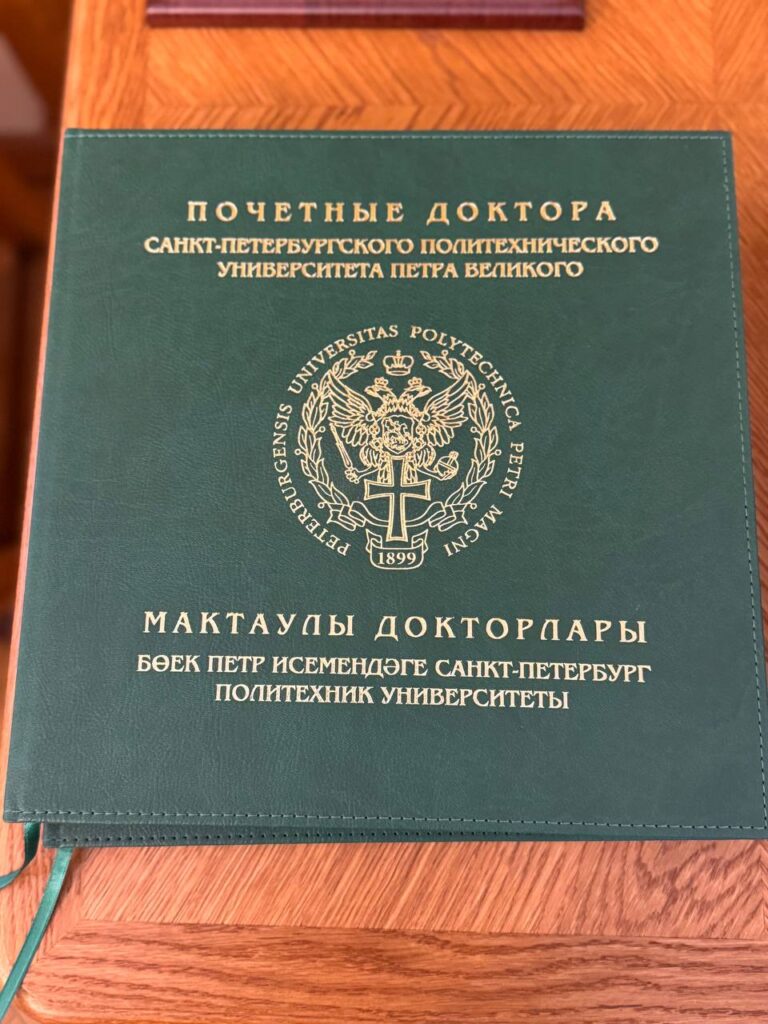 ПОЧЕТНЫЕ ДОКТОРА
САНКТ-ПЕТЕРБУРГСКОГО ПОЛИТЕХНИЧЕСКОГО
УНИВЕРСИТЕТА ПЕТРА ВЕЛИКОГО
PETERBURGENSIS UNIVERSITAS POLYTECHNICA PETRI MAGNI
1899
МАКТАУЛЫ ДОКТОРЛАРЫ
БӨЕК ПЕТР ИСЕМЕНДӘГЕ САНКТ-ПЕТЕРБУРГ
ПОЛИТЕХНИК УНИВЕРСИТЕТЫ